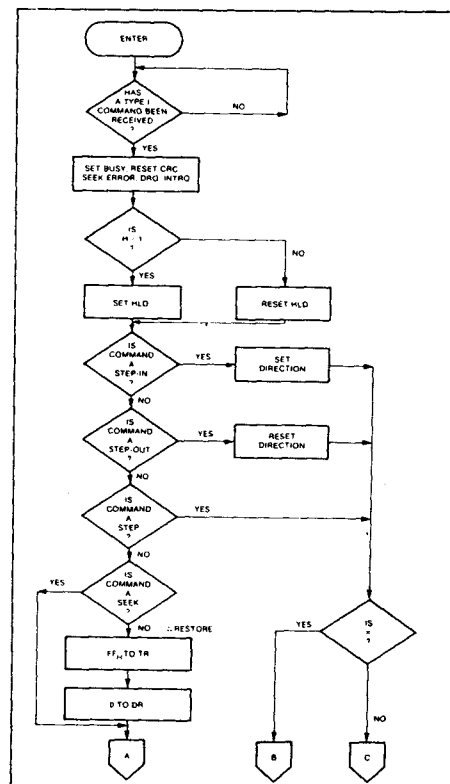 ENTER
HAS
A TYPE I
COMMAND BEEN
RECEIVED
?
NO
YES
SET BUSY, RESET CRC
SEEK ERROR, DRQ, INTRQ
IS
?
NO
YES
SET HLD
RESET HLD
IS
COMMAND
A
STEP-IN
?
YES
SET
DIRECTION
NO
IS
COMMAND
A
STEP-OUT
?
YES
RESET
DIRECTION
NO
IS
COMMAND
A
STEP
?
YES
NO
IS
COMMAND
A
SEEK
?
YES
NO
∴ RESTORE
FFH TO TR
TO DR
IS
?
YES
NO
A
B
C